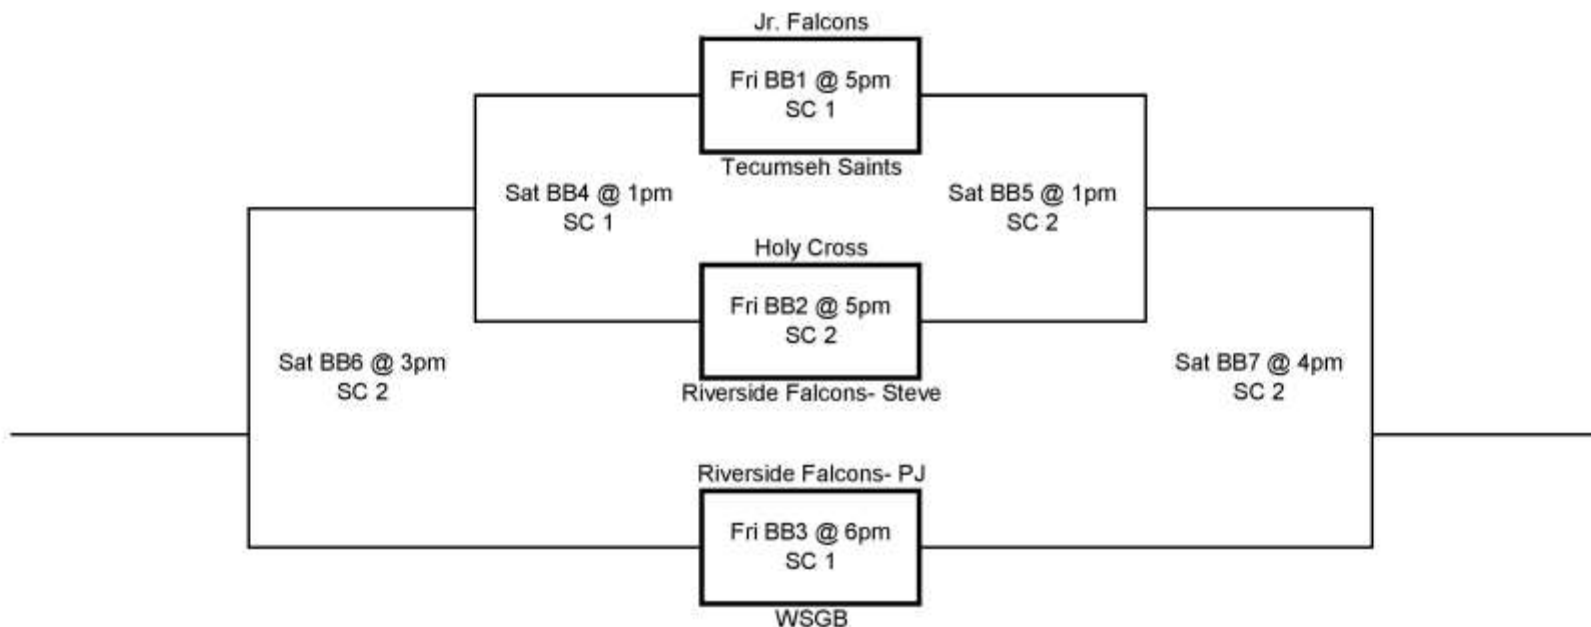 Jr. Falcons
Fri BB1 @ 5pm
SC 1
Tecumseh Saints
Sat BB4 @ 1pm
SC 1
Sat BB5 @ 1pm
SC 2
Holy Cross
Fri BB2 @ 5pm
SC 2
Riverside Falcons- Steve
Sat BB6 @ 3pm
SC 2
Sat BB7 @ 4pm
SC 2
Riverside Falcons- PJ
Fri BB3 @ 6pm
SC 1
WSGB